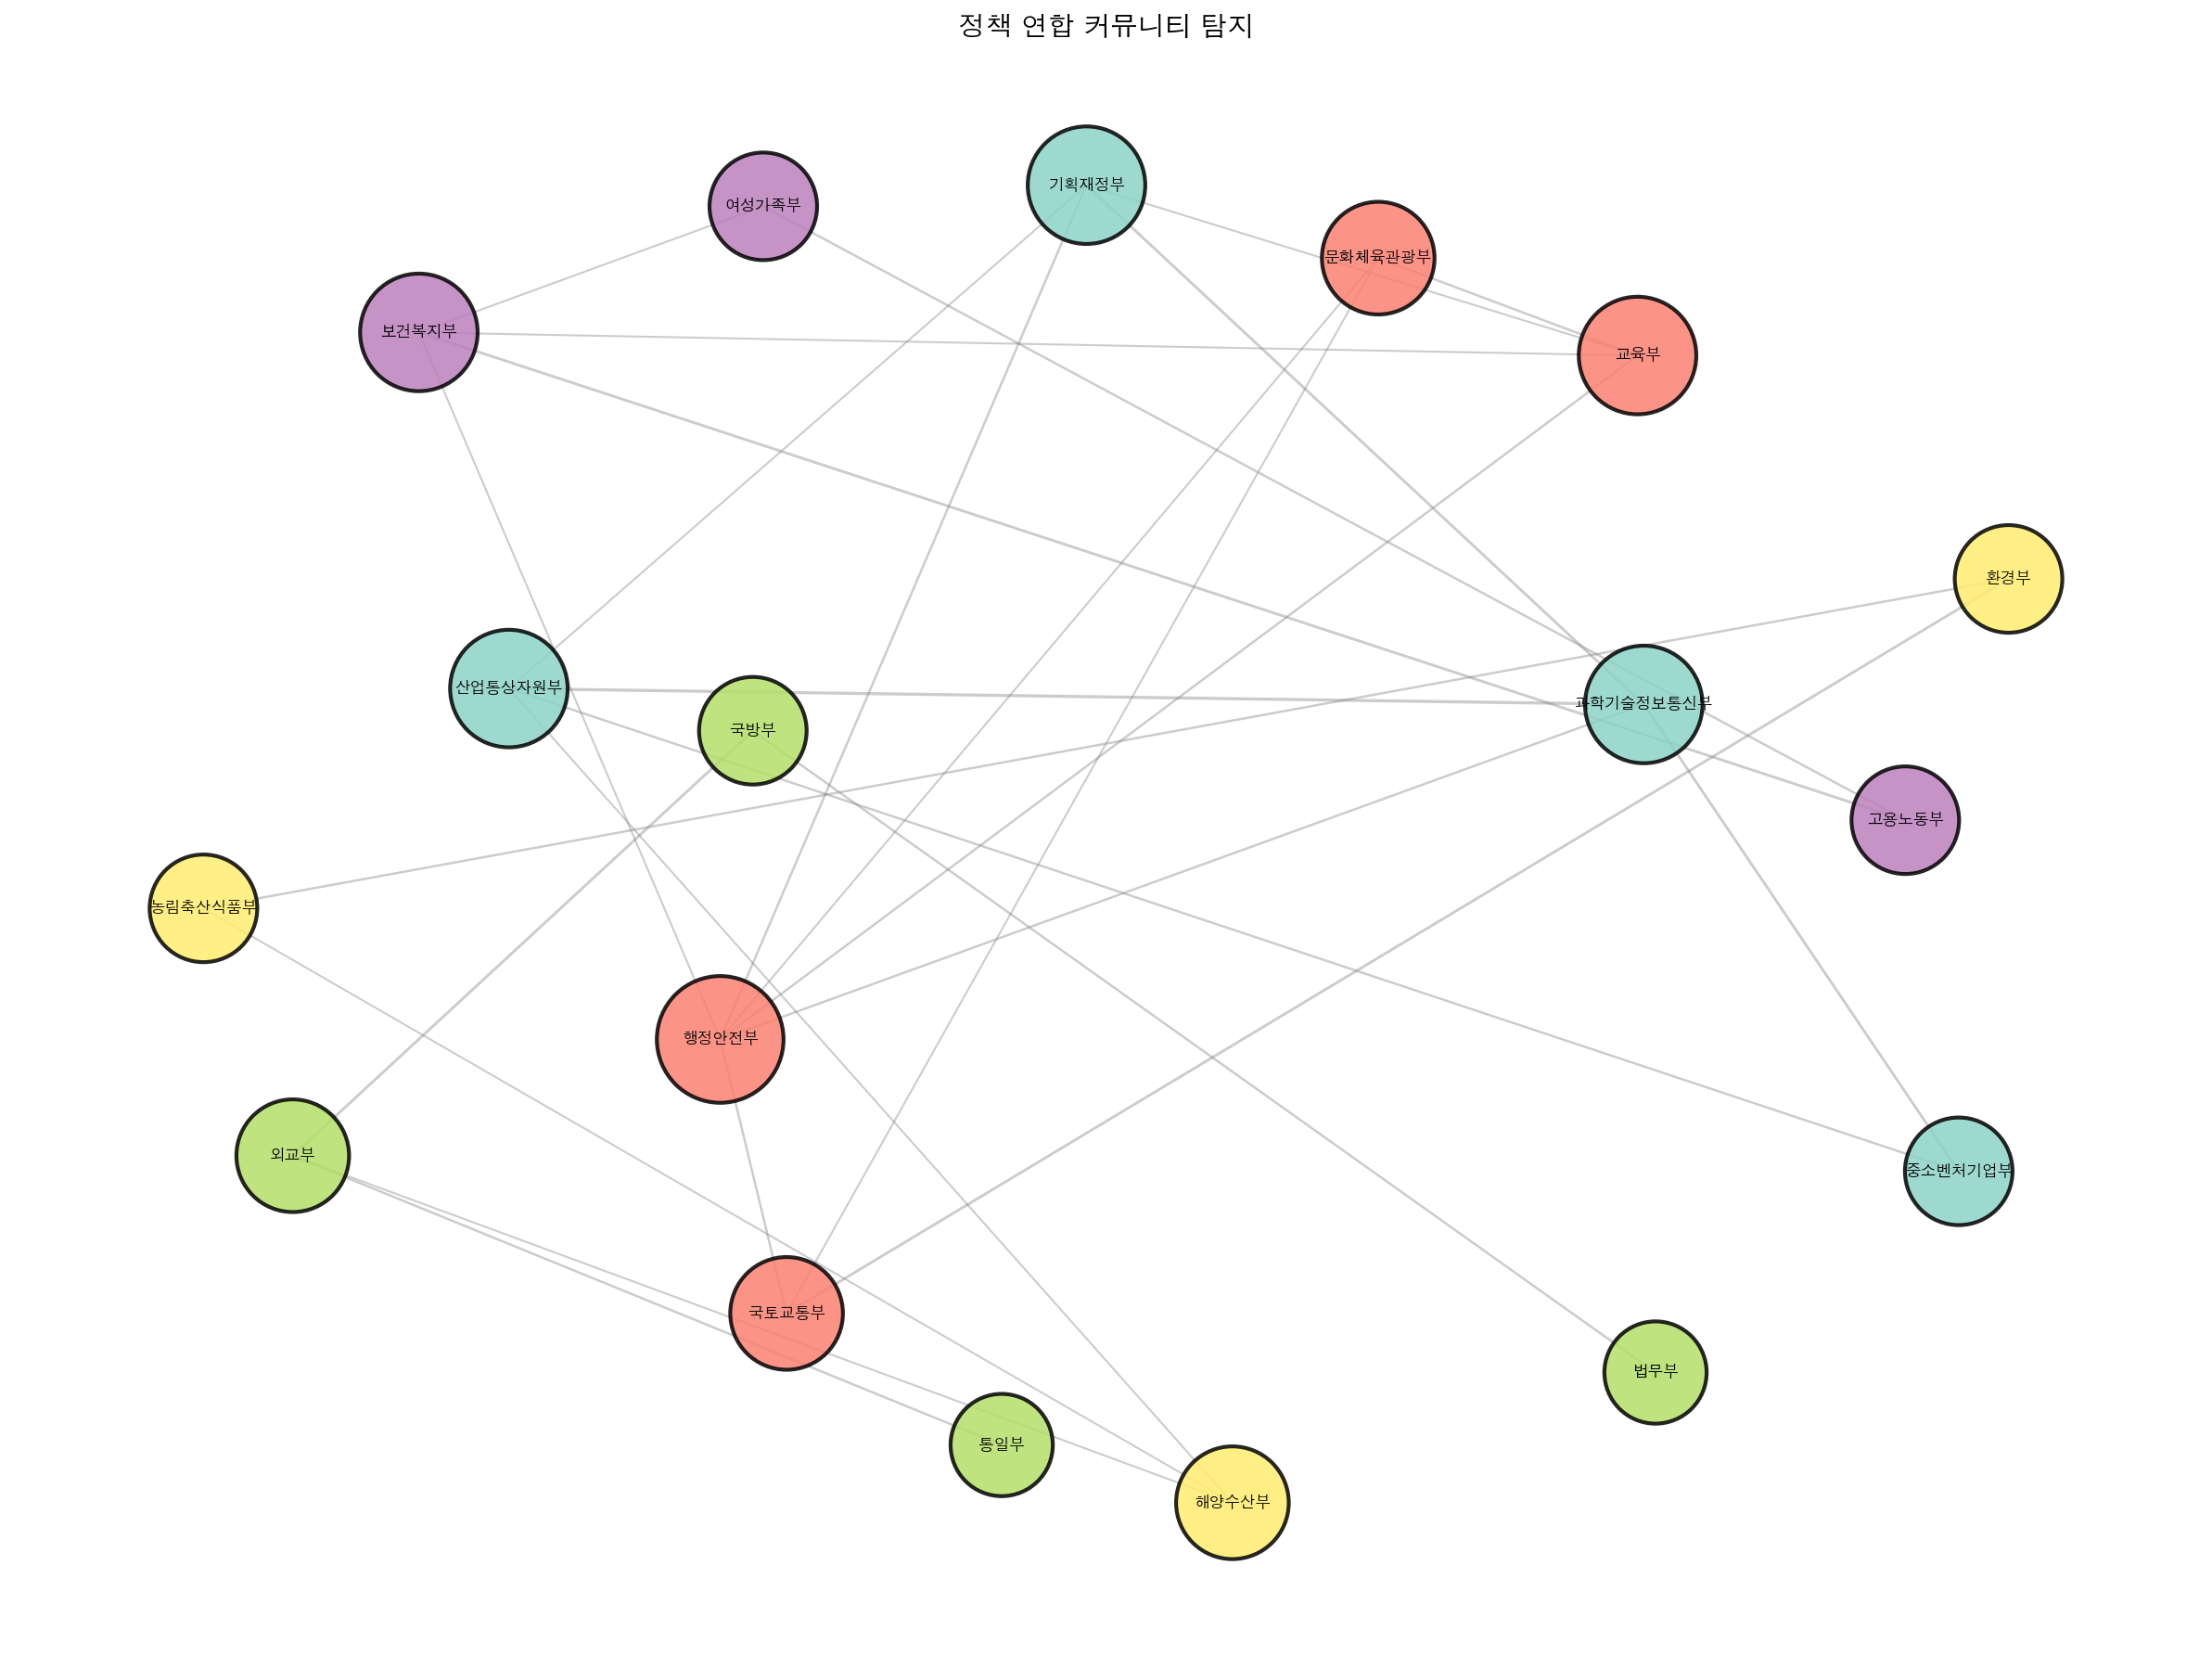 정책 연합 커뮤니티 탐지
기획재정부
여성가족부
문화체육관광부
보건복지부
교육부
환경부
산업통상자원부
과학기술정보통신부
국방부
고용노동부
농림축산식품부
행정안전부
외교부
중소벤처기업부
국토교통부
법무부
통일부
해양수산부